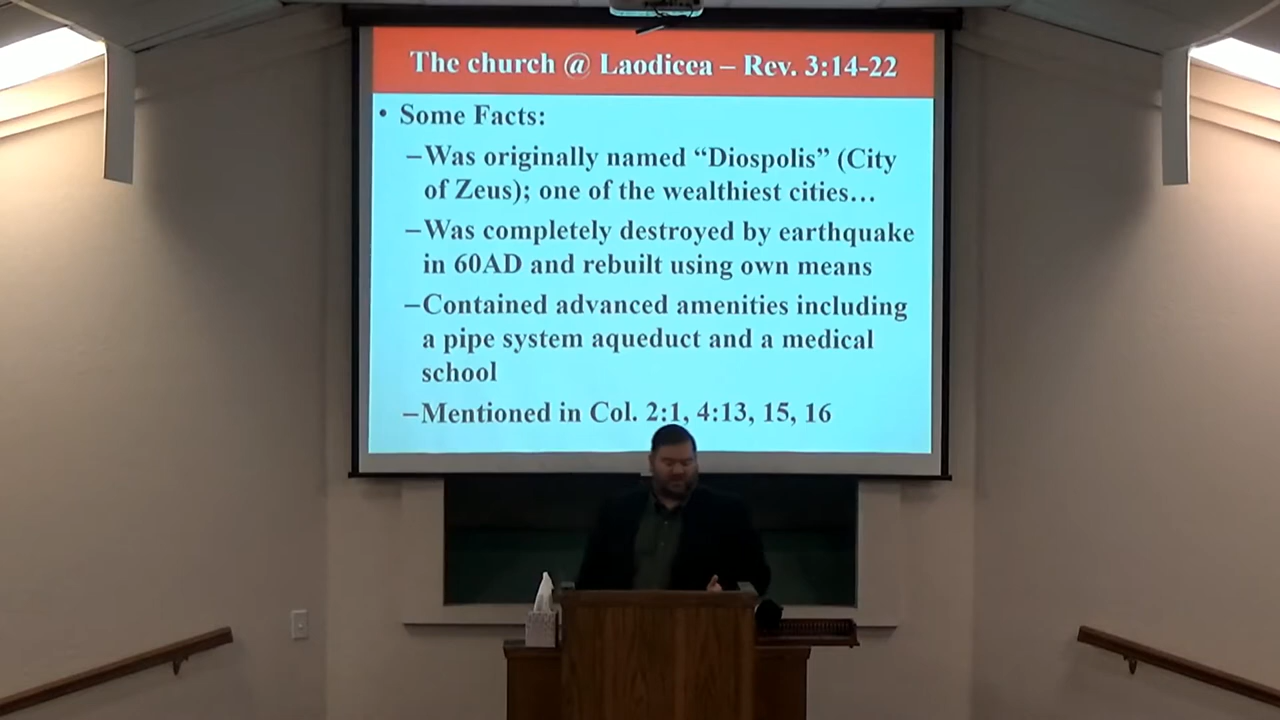 The church @ Laodicea – Rev. 3:14-22
• Some Facts:
–Was originally named “Diospolis” (City
of Zeus); one of the wealthiest cities…
–Was completely destroyed by earthquake
in 60AD and rebuilt using own means
–Contained advanced amenities including
a pipe system aqueduct and a medical
school
–Mentioned in Col. 2:1, 4:13, 15, 16